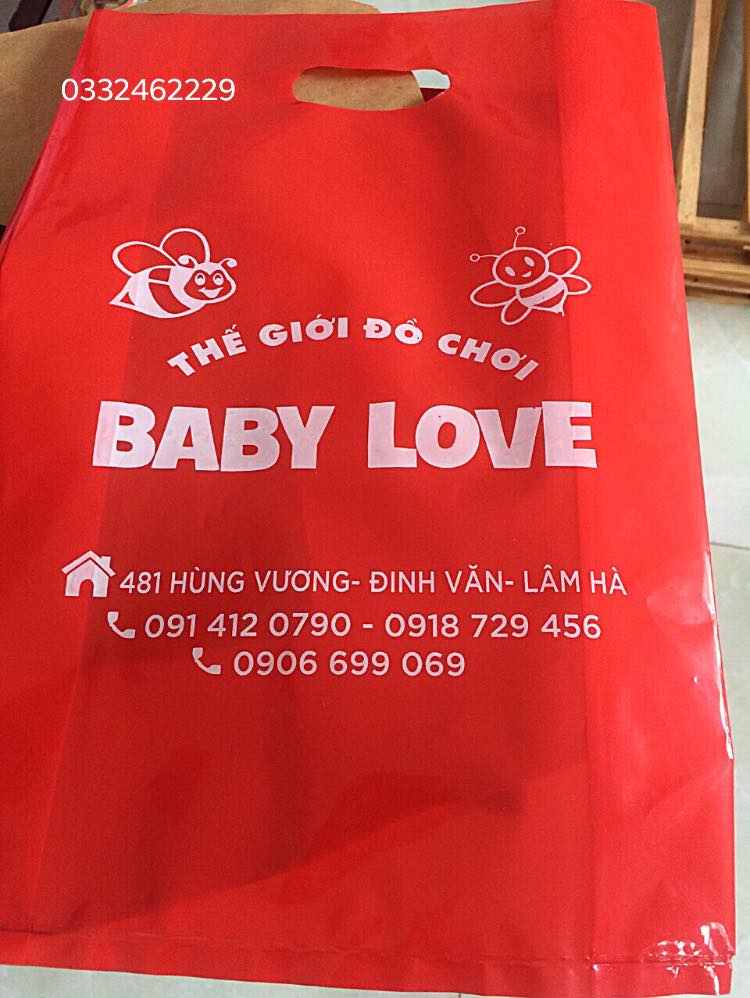 0332462229
THẾ GIỚI ĐỒ CHƠI
BABY LOVE
481 HÙNG VƯƠNG- ĐINH VĂN- LÂM HÀ
091 412 0790 - 0918 729 456
0906 699 069